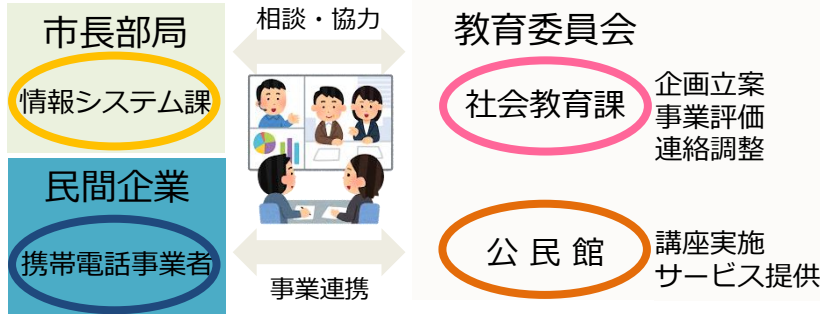 市長部局
情報システム課
相談・協力
教育委員会
社会教育課
企画立案
事業評価
連絡調整
民間企業
携帯電話事業者
事業連携
公民館
講座実施
サービス提供